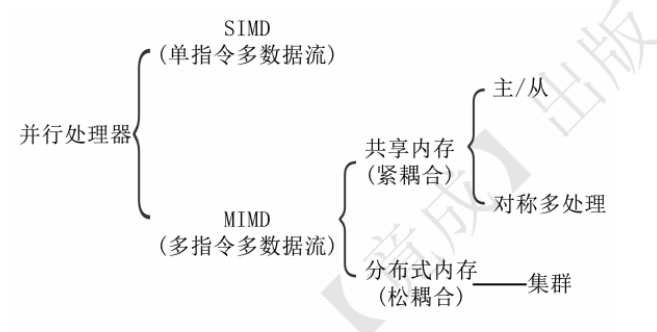 SIMD
(单指令多数据流)
主/从
并行处理器
共享内存
(紧耦合)
对称多处理
MIMD
(多指令多数据流)
分布式内存
(松耦合)
集群
【竟成】出版